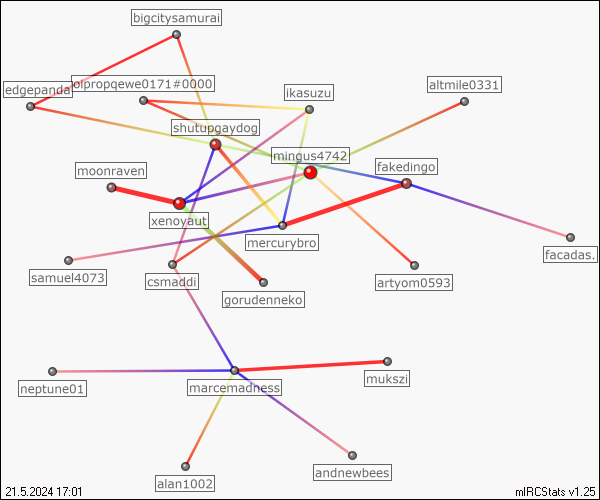 bigcitysamurai
edgepanda
olpropqewe0171#0000
ikasuzu
altmile0331
shutupgaydog
mingus4742
moonraven
fakedingo
xenoyaut
mercurybro
facadas.
samuel4073
csmaddi
artyom0593
gorudenneko
mukszi
neptune01
marcemadness
andnewbees
alan1002
21.5.2024 17:01
mIRCStats v1.25